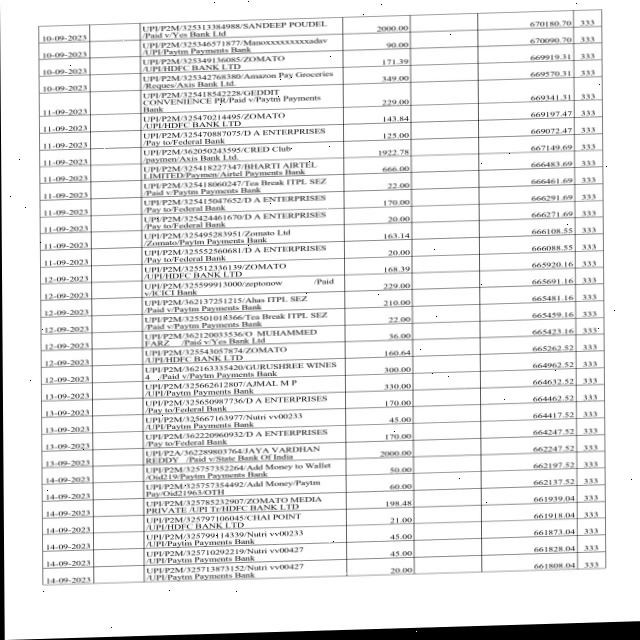 10-09-2023 UPI/P2M/325313384988/SANDEEP POUDEL 2000.00 670180.70 333
/Paid v/Yes Bank Ltd
10-09-2023 UPI/P2M/325346571877/Manoxxxxxxxxxadav 90.00 670090.70 333
/UPI/Paytm Payments Bank
10-09-2023 UPI/P2M/325349136085/ZOMATO 171.39 669919.31 333
/UPI/HDFC BANK LTD
10-09-2023 UPI/P2M/325342768380/Amazon Pay Groceries 349.00 669570.31 333
/Reques/Axis Bank Ltd.
11-09-2023 UPI/P2M/325418542228/GEDDIT 229.00 669341.31 333
CONVENIENCE PR/Paid v/Paytm Payments
Bank
11-09-2023 UPI/P2M/325470214495/ZOMATO 143.84 669197.47 333
/UPI/HDFC BANK LTD
11-09-2023 UPI/P2M/325470887075/D A ENTERPRISES 125.00 669072.47 333
/Pay to/Federal Bank
11-09-2023 UPI/P2M/362050243595/CRED Club 1922.78 667149.69 333
/paymen/Axis Bank Ltd.
11-09-2023 UPI/P2M/325418227347/BHARTI AIRTEL 666.00 666483.69 333
LIMITED/Paymen/Airtel Payments Bank
11-09-2023 UPI/P2M/325418060247/Tea Break ITPL SEZ 22.00 666461.69 333
/Paid v/Paytm Payments Bank
11-09-2023 UPI/P2M/325415047652/D A ENTERPRISES 170.00 666291.69 333
/Pay to/Federal Bank
11-09-2023 UPI/P2M/325424461670/D A ENTERPRISES 20.00 666271.69 333
/Pay to/Federal Bank
11-09-2023 UPI/P2M/325495283951/Zomato Ltd 163.14 666108.55 333
/Zomato/Paytm Payments Bank
11-09-2023 UPI/P2M/325552560681/D A ENTERPRISES 20.00 666088.55 333
/Pay to/Federal Bank
12-09-2023 UPI/P2M/325512336139/ZOMATO 168.39 665920.16 333
/UPI/HDFC BANK LTD
12-09-2023 UPI/P2M/325599913000/zeptonow /Paid 229.00 665691.16 333
v/ICICI Bank
12-09-2023 UPI/P2M/362137251215/Ahas ITPL SEZ 210.00 665481.16 333
/Paid v/Paytm Payments Bank
12-09-2023 UPI/P2M/325501018366/Tea Break ITPL SEZ 22.00 665459.16 333
/Paid v/Paytm Payments Bank
12-09-2023 UPI/P2M/362120033536/O MUHAMMED 36.00 665423.16 333
FARZ /Paid v/Yes Bank Ltd
12-09-2023 UPI/P2M/325543057874/ZOMATO 160.64 665262.52 333
/UPI/HDFC BANK LTD
12-09-2023 UPI/P2M/362163335420/GURUSHREE WINES 300.00 664962.52 333
4 /Paid v/Paytm Payments Bank
13-09-2023 UPI/P2M/325662612807/AJMAL M P 330.00 664632.52 333
/UPI/Paytm Payments Bank
13-09-2023 UPI/P2M/325650987736/D A ENTERPRISES 170.00 664462.52 333
/Pay to/Federal Bank
13-09-2023 UPI/P2M/325667163977/Nutri vv00233 45.00 664417.52 333
/UPI/Paytm Payments Bank
13-09-2023 UPI/P2M/362220960932/D A ENTERPRISES 170.00 664247.52 333
/Pay to/Federal Bank
13-09-2023 UPI/P2A/362289803764/JAYA VARDHAN 2000.00 662247.52 333
REDDY /Paid v/State Bank Of India
14-09-2023 UPI/P2M/325757352264/Add Money to Wallet 50.00 662197.52 333
/Oid219/Paytm Payments Bank
14-09-2023 UPI/P2M/325757354492/Add Money/Paytm 60.00 662137.52 333
Pay/Oid21963/OTH
14-09-2023 UPI/P2M/325785232907/ZOMATO MEDIA 198.48 661939.04 333
PRIVATE /UPI Tr/HDFC BANK LTD
14-09-2023 UPI/P2M/325797106045/CHAI POINT 21.00 661918.04 333
/UPI/HDFC BANK LTD
14-09-2023 UPI/P2M/325799114339/Nutri vv00233 45.00 661873.04 333
/UPI/Paytm Payments Bank
14-09-2023 UPI/P2M/325710292219/Nutri vv00427 45.00 661828.04 333
/UPI/Paytm Payments Bank
14-09-2023 UPI/P2M/325713873152/Nutri vv00427 20.00 661808.04 333
/UPI/Paytm Payments Bank